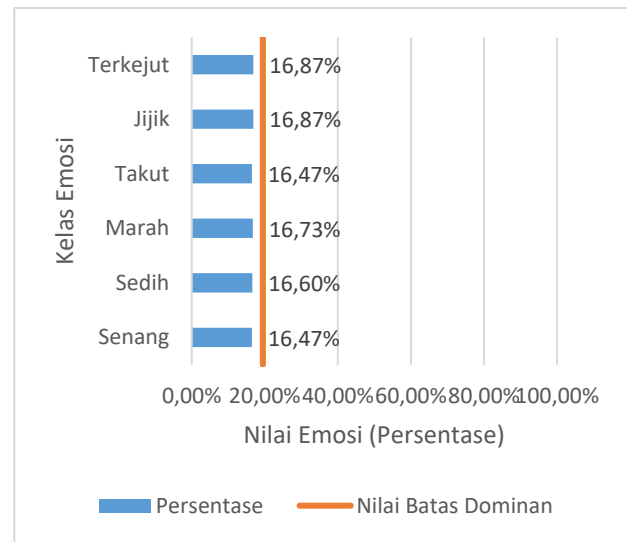 Terkejut 16,87%
Jijik 16,87%
Takut 16,47%
Marah 16,73%
Sedih 16,60%
Senang 16,47%
Kelas Emosi
0,00% 20,00% 40,00% 60,00% 80,00% 100,00%
Nilai Emosi (Persentase)
Persentase Nilai Batas Dominan